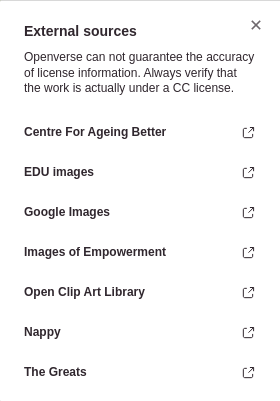 External sources
Openverse can not guarantee the accuracy
of license information. Always verify that
the work is actually under a CC license.
Centre For Ageing Better
EDU images
Google Images
Images of Empowerment
Open Clip Art Library
Nappy
The Greats